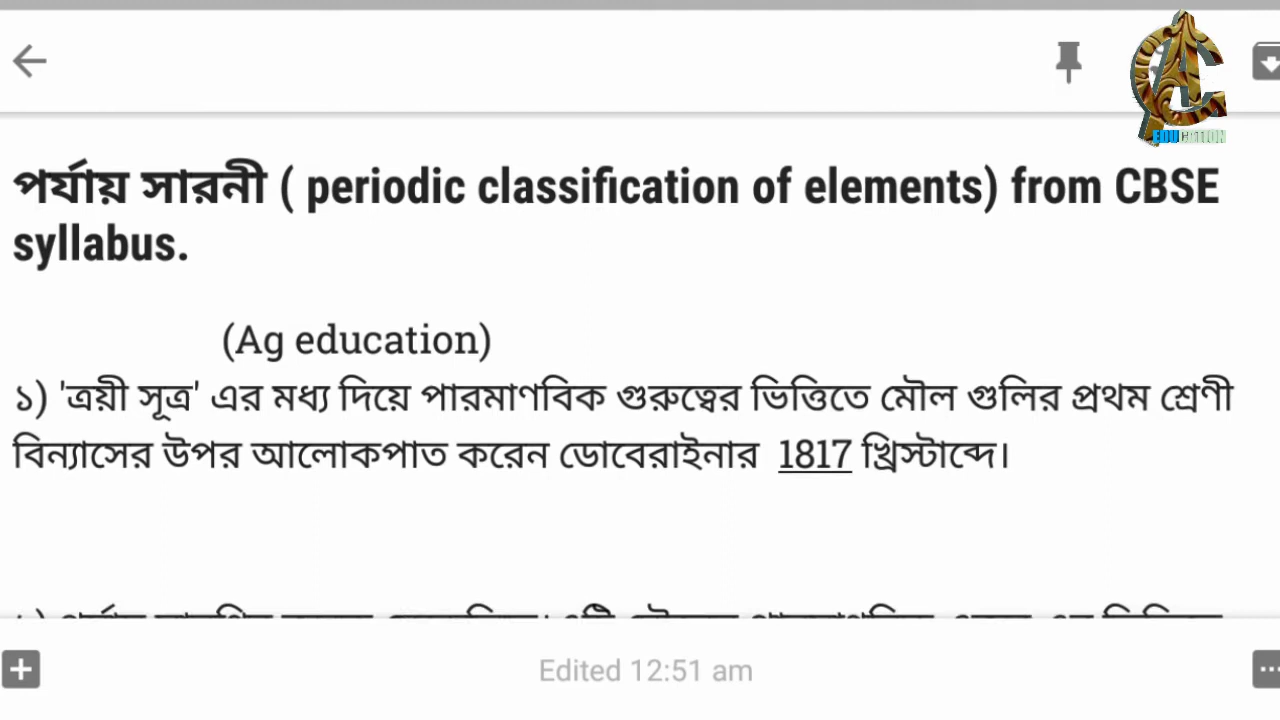 EDUCATION
পর্যায় সারনী ( periodic classification of elements) from CBSE
syllabus.
(Ag education)
১) 'ত্রয়ী সূত্র' এর মধ্য দিয়ে পারমাণবিক গুরুত্বের ভিত্তিতে মৌল গুলির প্রথম শ্রেণী
বিন্যাসের উপর আলোকপাত করেন ডোবেরাইনার 1817 খ্রিস্টাব্দে।
Edited 12:51 am